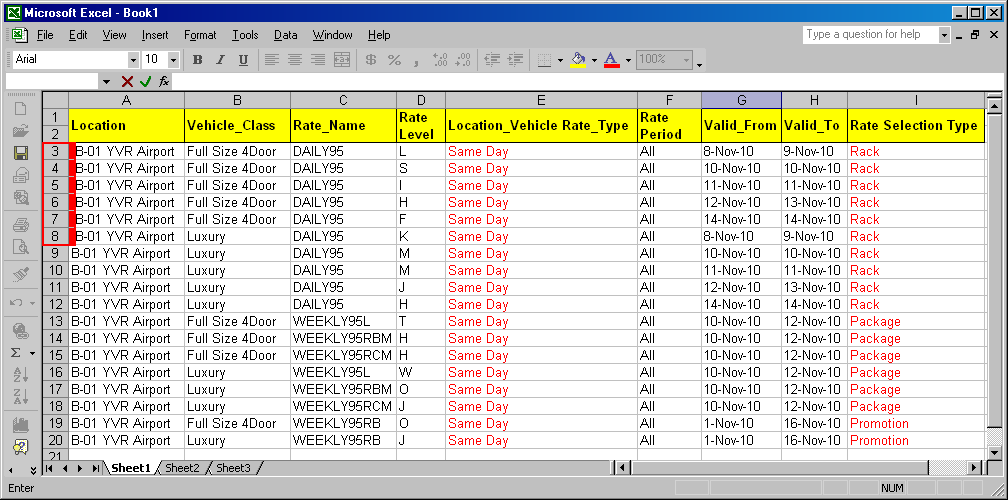 Microsoft Excel - Book1
File Edit View Insert Format Tools Data Window Help Type a question for help
Arial 10 B I U $ % , 100%
fx
A B C D E F G H I
1 2 Location Vehicle_Class Rate_Name Rate Level Location_Vehicle Rate_Type Rate Period Valid_From Valid_To Rate Selection Type
3 B-01 YVR Airport Full Size 4Door DAILY95 L Same Day All 8-Nov-10 9-Nov-10 Rack
4 B-01 YVR Airport Full Size 4Door DAILY95 S Same Day All 10-Nov-10 10-Nov-10 Rack
5 B-01 YVR Airport Full Size 4Door DAILY95 I Same Day All 11-Nov-10 11-Nov-10 Rack
6 B-01 YVR Airport Full Size 4Door DAILY95 H Same Day All 12-Nov-10 13-Nov-10 Rack
7 B-01 YVR Airport Full Size 4Door DAILY95 F Same Day All 14-Nov-10 14-Nov-10 Rack
8 B-01 YVR Airport Luxury DAILY95 K Same Day All 8-Nov-10 9-Nov-10 Rack
9 B-01 YVR Airport Luxury DAILY95 M Same Day All 10-Nov-10 10-Nov-10 Rack
10 B-01 YVR Airport Luxury DAILY95 M Same Day All 11-Nov-10 11-Nov-10 Rack
11 B-01 YVR Airport Luxury DAILY95 J Same Day All 12-Nov-10 13-Nov-10 Rack
12 B-01 YVR Airport Luxury DAILY95 H Same Day All 14-Nov-10 14-Nov-10 Rack
13 B-01 YVR Airport Full Size 4Door WEEKLY95L T Same Day All 10-Nov-10 12-Nov-10 Package
14 B-01 YVR Airport Full Size 4Door WEEKLY95RBM H Same Day All 10-Nov-10 12-Nov-10 Package
15 B-01 YVR Airport Full Size 4Door WEEKLY95RCM H Same Day All 10-Nov-10 12-Nov-10 Package
16 B-01 YVR Airport Luxury WEEKLY95L W Same Day All 10-Nov-10 12-Nov-10 Package
17 B-01 YVR Airport Luxury WEEKLY95RBM O Same Day All 10-Nov-10 12-Nov-10 Package
18 B-01 YVR Airport Luxury WEEKLY95RCM J Same Day All 10-Nov-10 12-Nov-10 Package
19 B-01 YVR Airport Full Size 4Door WEEKLY95RB O Same Day All 1-Nov-10 16-Nov-10 Promotion
20 B-01 YVR Airport Luxury WEEKLY95RB J Same Day All 1-Nov-10 16-Nov-10 Promotion
21
Sheet1 Sheet2 Sheet3
Enter NUM